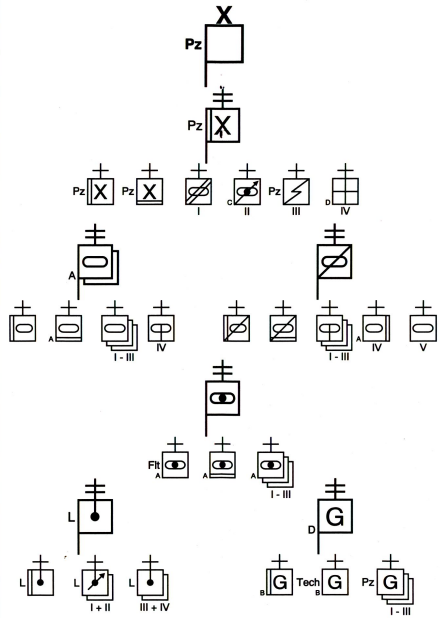 X
Pz
Pz X
Pz X Pz X I C II Pz III D IV
A
A I - III IV I - III A IV V
Flt A A A I - III
L G D
L L I + II L III + IV G B Tech G B Pz G I - III